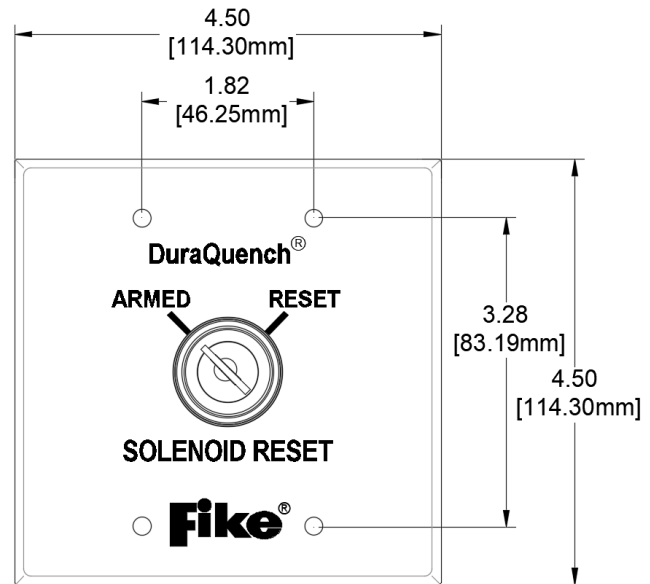 4.50
[114.30mm]
1.82
[46.25mm]
DuraQuench®
ARMED RESET
3.28
[83.19mm]
4.50
[114.30mm]
SOLENOID RESET
Fike®